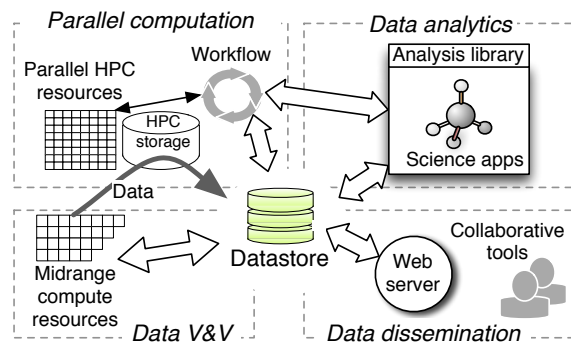 Parallel computation
Data analytics
Workflow
Analysis library
Parallel HPC
resources
HPC
storage
Science apps
Data
Datastore
Midrange
compute
resources
Web
server
Collaborative
tools
Data V&V
Data dissemination